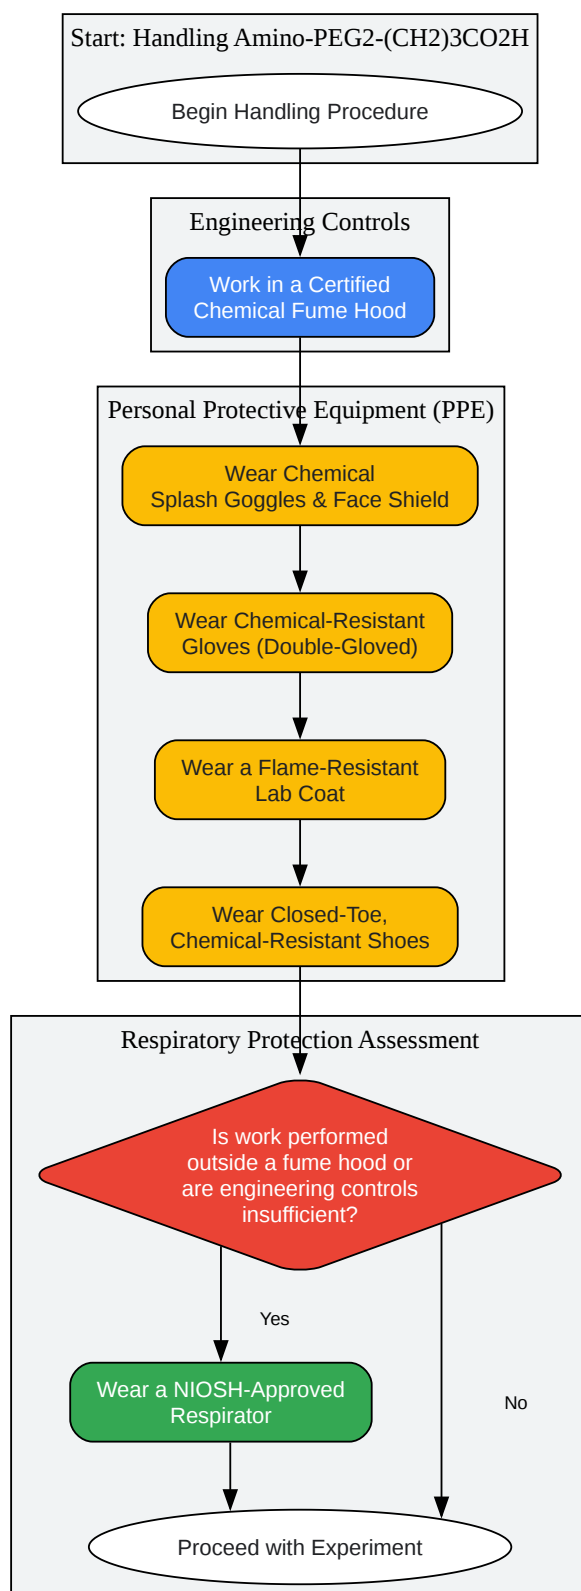 Start: Handling Amino-PEG2-(CH2)3CO2H
Begin Handling Procedure
Engineering Controls
Work in a Certified
Chemical Fume Hood
Personal Protective Equipment (PPE)
Wear Chemical
Splash Goggles & Face Shield
Wear Chemical-Resistant
Gloves (Double-Gloved)
Wear a Flame-Resistant
Lab Coat
Wear Closed-Toe,
Chemical-Resistant Shoes
Respiratory Protection Assessment
Is work performed
outside a fume hood or
are engineering controls
insufficient?
Yes
Wear a NIOSH-Approved
Respirator
No
Proceed with Experiment